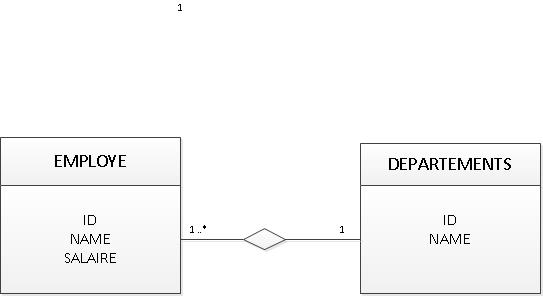 1
EMPLOYE
DEPARTEMENTS
ID
NAME
SALAIRE
1..*
1
ID
NAME